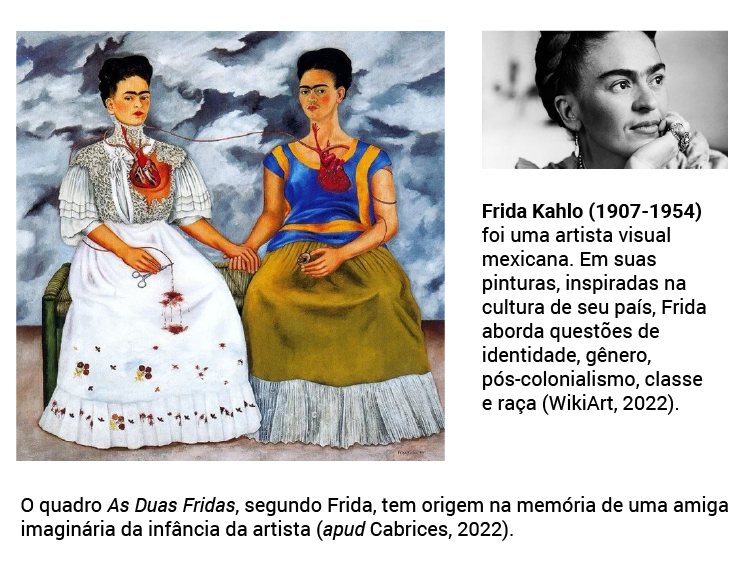 Frida Kahlo (1907-1954)
foi uma artista visual
mexicana. Em suas
pinturas, inspiradas na
cultura de seu país, Frida
aborda questões de
identidade, gênero,
pós-colonialismo, classe
e raça (WikiArt, 2022).
O quadro As Duas Fridas, segundo Frida, tem origem na memória de uma amiga
imaginária da infância da artista (apud Cabrices, 2022).